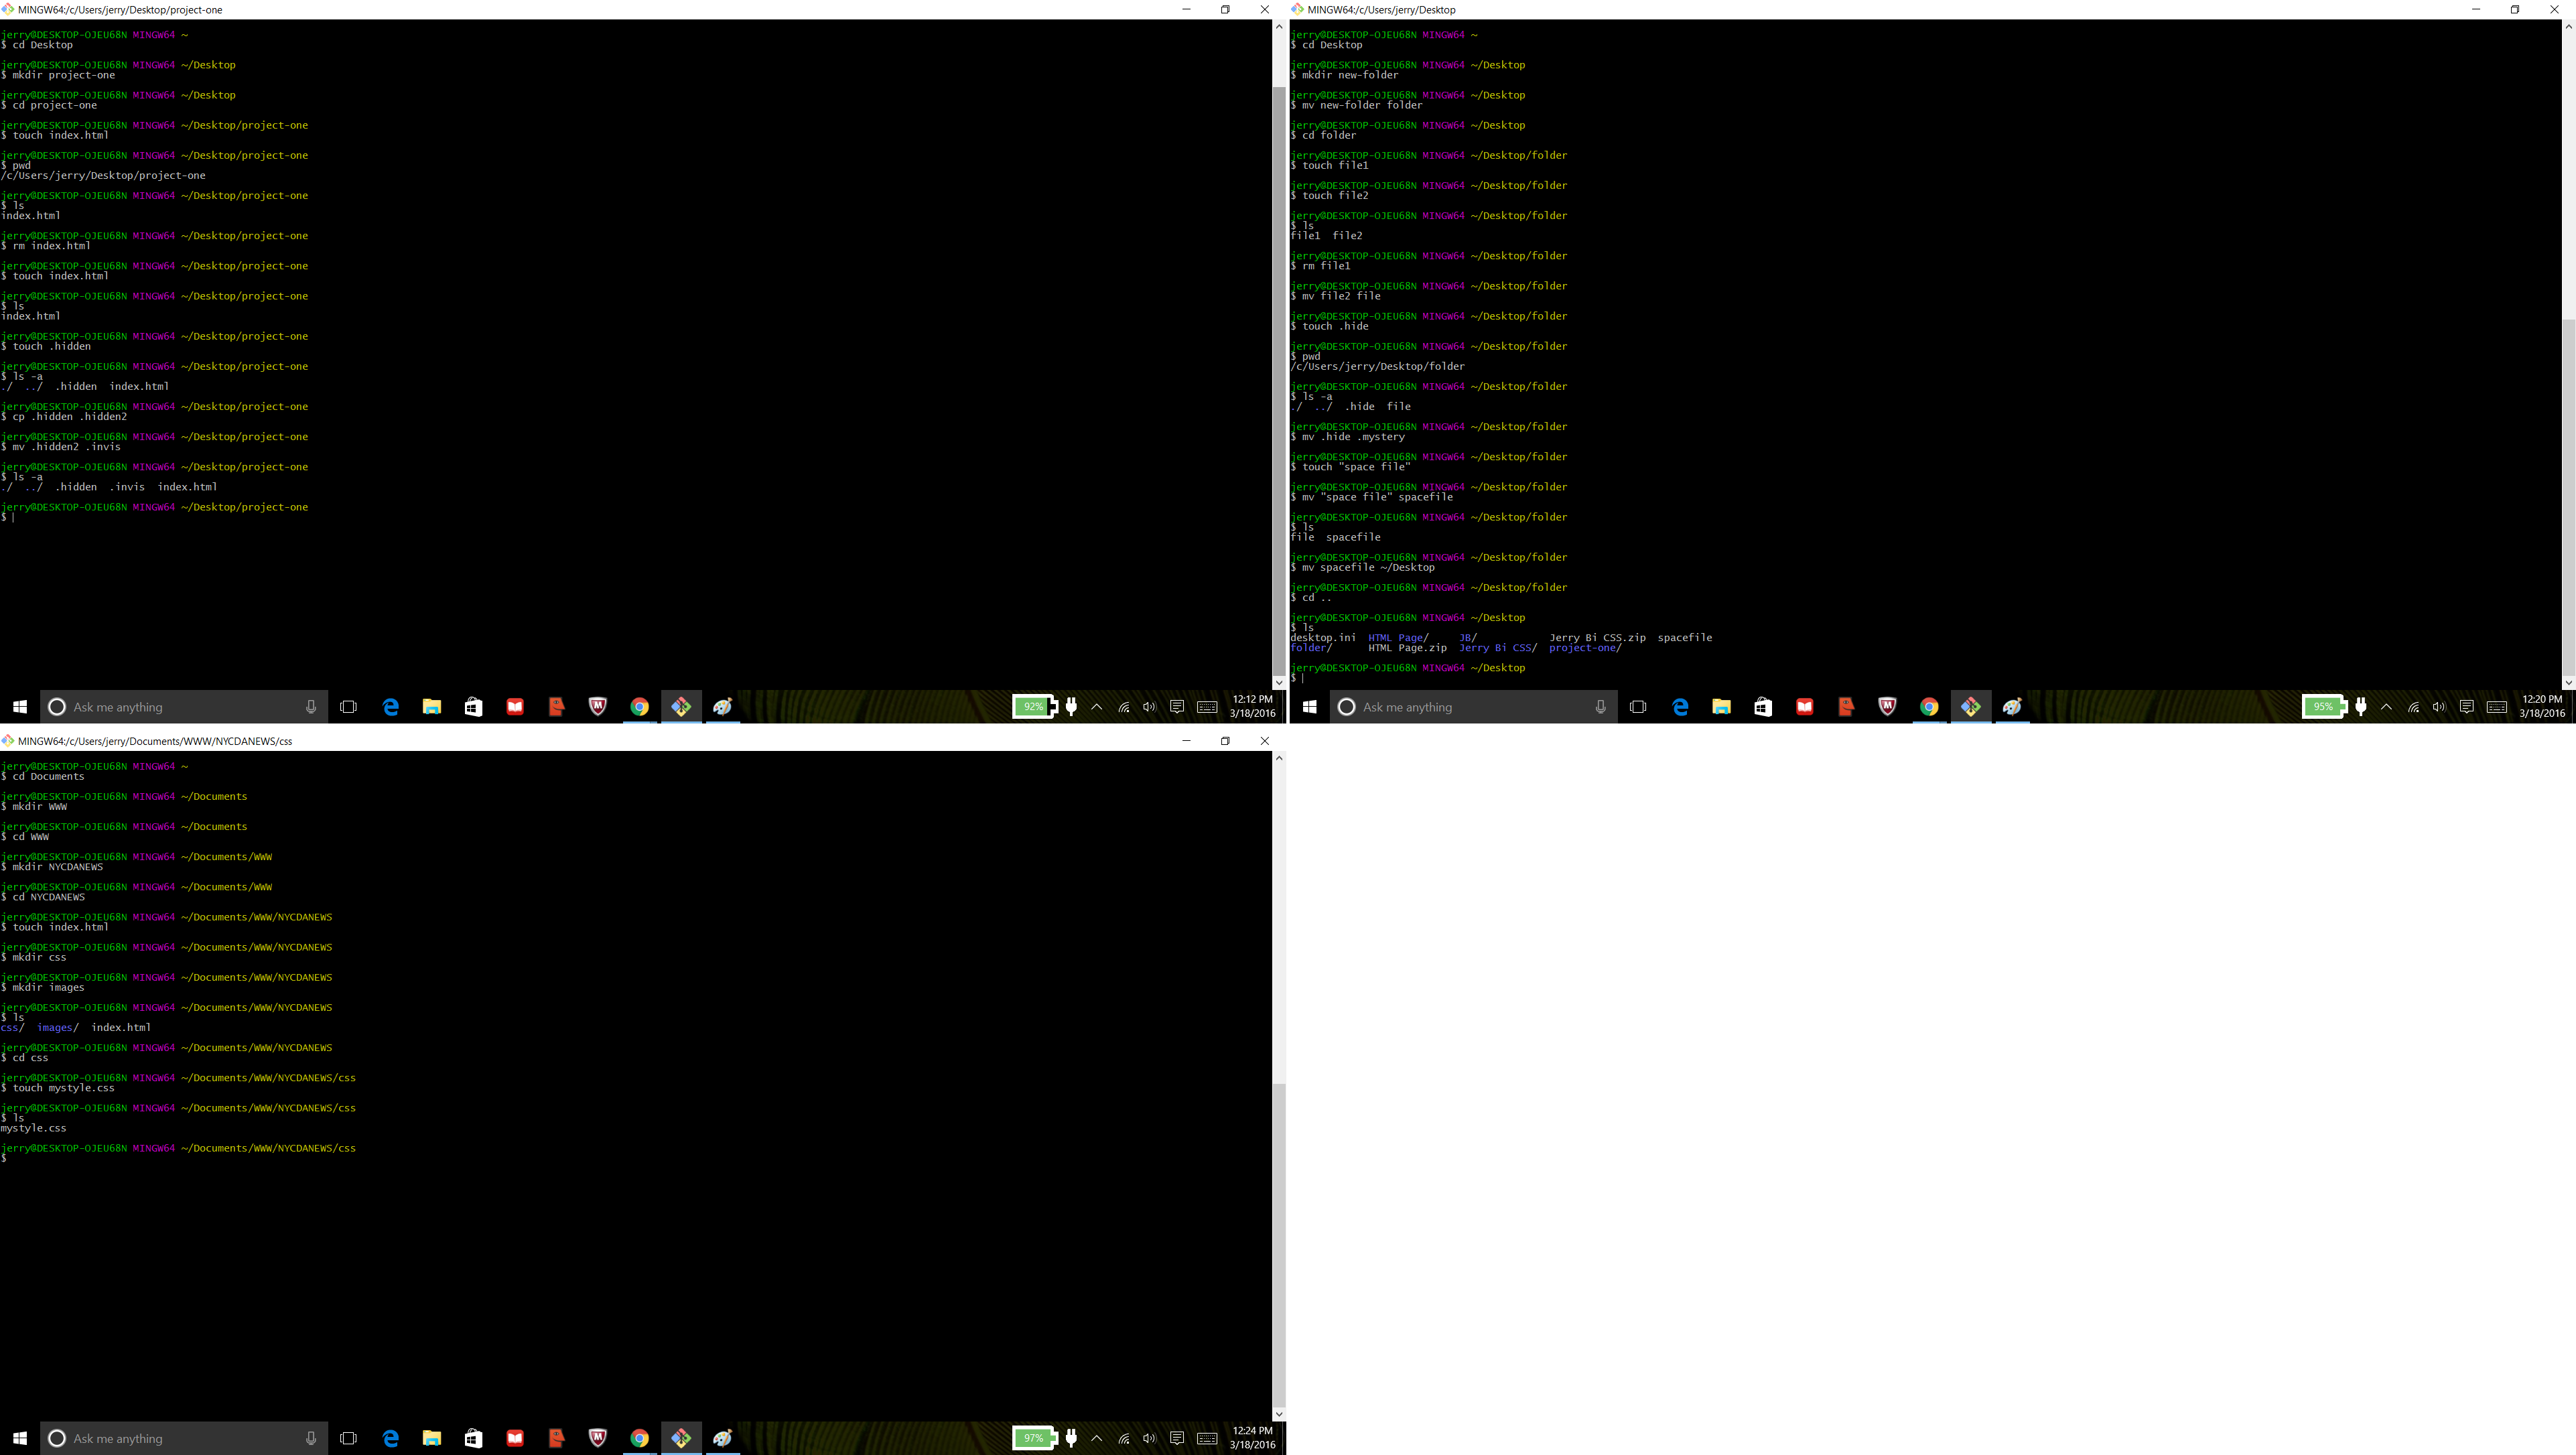 MINGW64:/c/Users/jerry/Desktop/project-one
jerry@DESKTOP-OJEU68N MINGW64 ~
$ cd Desktop
jerry@DESKTOP-OJEU68N MINGW64 ~/Desktop
$ mkdir project-one
jerry@DESKTOP-OJEU68N MINGW64 ~/Desktop
$ cd project-one
jerry@DESKTOP-OJEU68N MINGW64 ~/Desktop/project-one
$ touch index.html
jerry@DESKTOP-OJEU68N MINGW64 ~/Desktop/project-one
$ pwd
/c/Users/jerry/Desktop/project-one
jerry@DESKTOP-OJEU68N MINGW64 ~/Desktop/project-one
$ ls
index.html
jerry@DESKTOP-OJEU68N MINGW64 ~/Desktop/project-one
$ rm index.html
jerry@DESKTOP-OJEU68N MINGW64 ~/Desktop/project-one
$ touch index.html
jerry@DESKTOP-OJEU68N MINGW64 ~/Desktop/project-one
$ ls
index.html
jerry@DESKTOP-OJEU68N MINGW64 ~/Desktop/project-one
$ touch .hidden
jerry@DESKTOP-OJEU68N MINGW64 ~/Desktop/project-one
$ ls -a
./  ../  .hidden  index.html
jerry@DESKTOP-OJEU68N MINGW64 ~/Desktop/project-one
$ cp .hidden .hidden2
jerry@DESKTOP-OJEU68N MINGW64 ~/Desktop/project-one
$ mv .hidden2 .invis
jerry@DESKTOP-OJEU68N MINGW64 ~/Desktop/project-one
$ ls -a
./  ../  .hidden  .invis  index.html
jerry@DESKTOP-OJEU68N MINGW64 ~/Desktop/project-one
$
Ask me anything
92%
12:12 PM
3/18/2016
MINGW64:/c/Users/jerry/Desktop
jerry@DESKTOP-OJEU68N MINGW64 ~
$ cd Desktop
jerry@DESKTOP-OJEU68N MINGW64 ~/Desktop
$ mkdir new-folder
jerry@DESKTOP-OJEU68N MINGW64 ~/Desktop
$ mv new-folder folder
jerry@DESKTOP-OJEU68N MINGW64 ~/Desktop
$ cd folder
jerry@DESKTOP-OJEU68N MINGW64 ~/Desktop/folder
$ touch file1
jerry@DESKTOP-OJEU68N MINGW64 ~/Desktop/folder
$ touch file2
jerry@DESKTOP-OJEU68N MINGW64 ~/Desktop/folder
$ ls
file1  file2
jerry@DESKTOP-OJEU68N MINGW64 ~/Desktop/folder
$ rm file1
jerry@DESKTOP-OJEU68N MINGW64 ~/Desktop/folder
$ mv file2 file
jerry@DESKTOP-OJEU68N MINGW64 ~/Desktop/folder
$ touch .hide
jerry@DESKTOP-OJEU68N MINGW64 ~/Desktop/folder
$ pwd
/c/Users/jerry/Desktop/folder
jerry@DESKTOP-OJEU68N MINGW64 ~/Desktop/folder
$ ls -a
./  ../  .hide  file
jerry@DESKTOP-OJEU68N MINGW64 ~/Desktop/folder
$ mv .hide .mystery
jerry@DESKTOP-OJEU68N MINGW64 ~/Desktop/folder
$ touch "space file"
jerry@DESKTOP-OJEU68N MINGW64 ~/Desktop/folder
$ mv "space file" spacefile
jerry@DESKTOP-OJEU68N MINGW64 ~/Desktop/folder
$ ls
file  spacefile
jerry@DESKTOP-OJEU68N MINGW64 ~/Desktop/folder
$ mv spacefile ~/Desktop
jerry@DESKTOP-OJEU68N MINGW64 ~/Desktop/folder
$ cd ..
jerry@DESKTOP-OJEU68N MINGW64 ~/Desktop
$ ls
desktop.ini  HTML Page/     JB/            Jerry Bi CSS.zip  spacefile
folder/      HTML Page.zip  Jerry Bi CSS/  project-one/
jerry@DESKTOP-OJEU68N MINGW64 ~/Desktop
$
Ask me anything
95%
12:20 PM
3/18/2016
MINGW64:/c/Users/jerry/Documents/WWW/NYCDANEWS/css
jerry@DESKTOP-OJEU68N MINGW64 ~
$ cd Documents
jerry@DESKTOP-OJEU68N MINGW64 ~/Documents
$ mkdir WWW
jerry@DESKTOP-OJEU68N MINGW64 ~/Documents
$ cd WWW
jerry@DESKTOP-OJEU68N MINGW64 ~/Documents/WWW
$ mkdir NYCDANEWS
jerry@DESKTOP-OJEU68N MINGW64 ~/Documents/WWW
$ cd NYCDANEWS
jerry@DESKTOP-OJEU68N MINGW64 ~/Documents/WWW/NYCDANEWS
$ touch index.html
jerry@DESKTOP-OJEU68N MINGW64 ~/Documents/WWW/NYCDANEWS
$ mkdir css
jerry@DESKTOP-OJEU68N MINGW64 ~/Documents/WWW/NYCDANEWS
$ mkdir images
jerry@DESKTOP-OJEU68N MINGW64 ~/Documents/WWW/NYCDANEWS
$ ls
css/  images/  index.html
jerry@DESKTOP-OJEU68N MINGW64 ~/Documents/WWW/NYCDANEWS
$ cd css
jerry@DESKTOP-OJEU68N MINGW64 ~/Documents/WWW/NYCDANEWS/css
$ touch mystyle.css
jerry@DESKTOP-OJEU68N MINGW64 ~/Documents/WWW/NYCDANEWS/css
$ ls
mystyle.css
jerry@DESKTOP-OJEU68N MINGW64 ~/Documents/WWW/NYCDANEWS/css
$
Ask me anything
97%
12:24 PM
3/18/2016